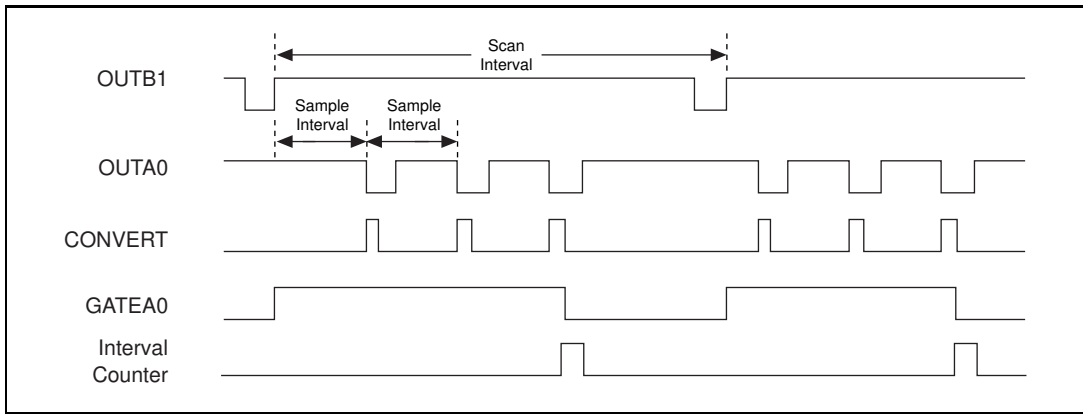 Scan
Interval
OUTB1
Sample
Interval
Sample
Interval
OUTA0
CONVERT
GATEA0
Interval
Counter